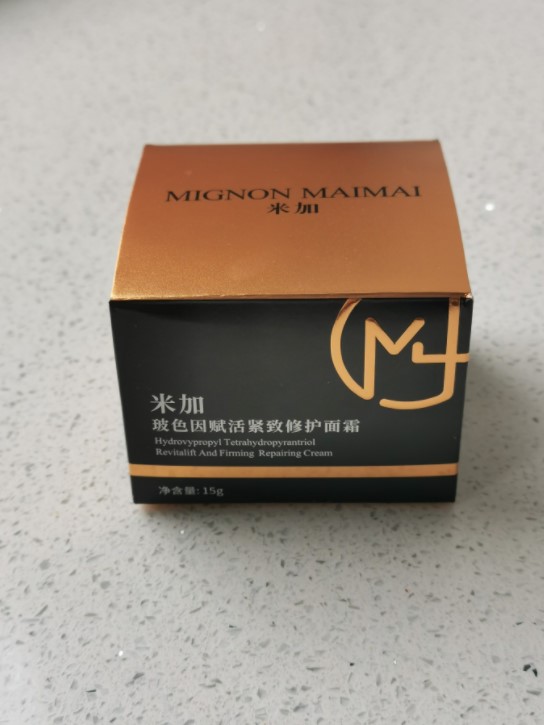 MIGNON MAIMAI
米加
米加
玻色因赋活紧致修护面霜
Hydrovypropyl Tetrahydropyrantriol
Revitalift And Firming Repairing Cream
净含量: 15g